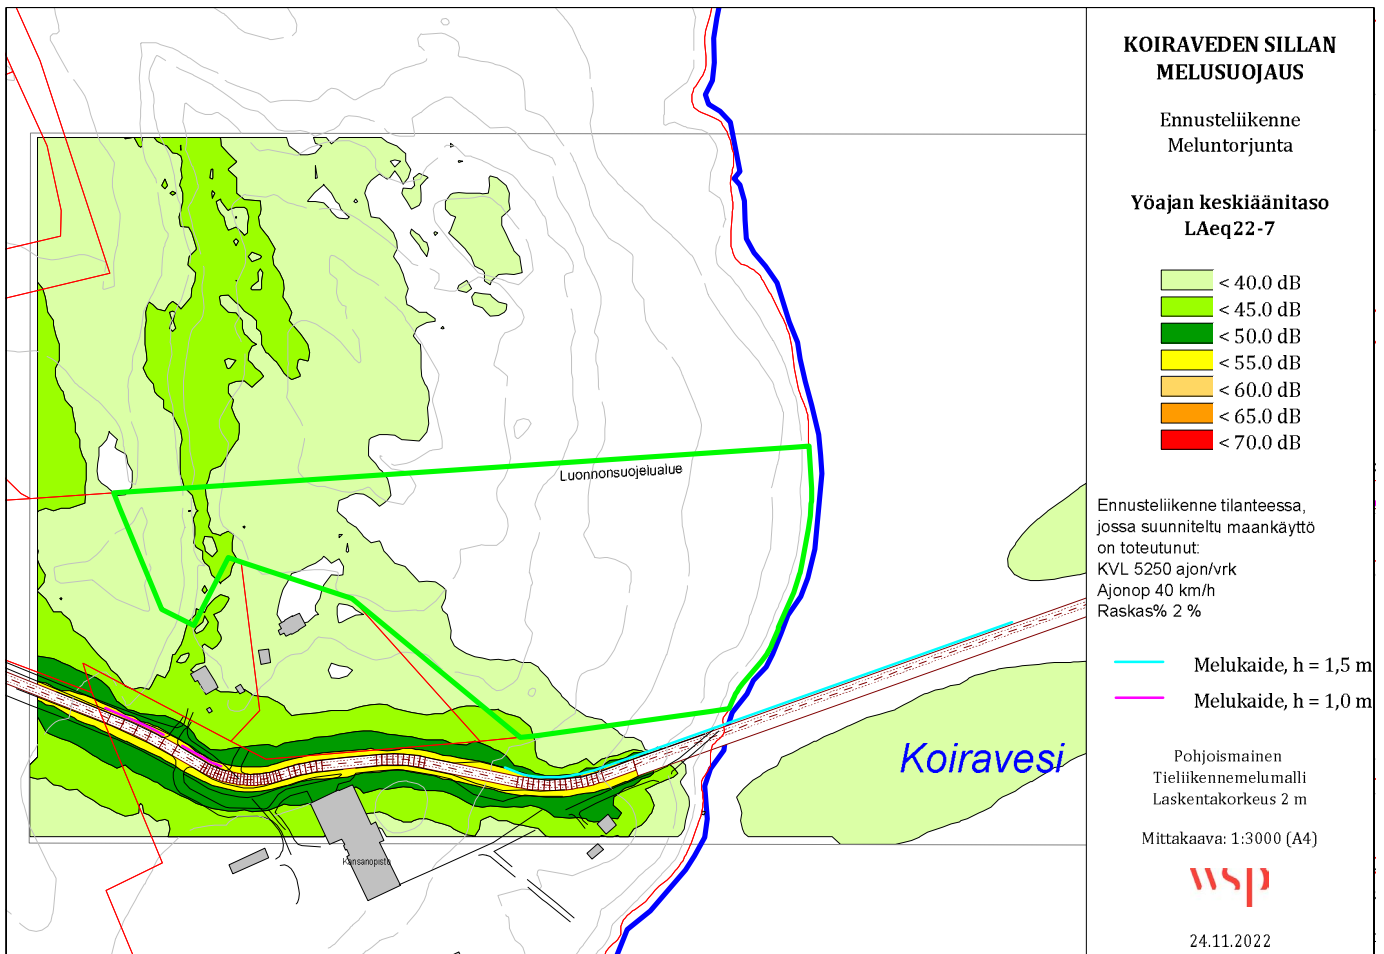 KOIRAVEDEN SILLAN
MELUSUOJAUS
Ennusteliikenne
Meluntorjunta
Yöajan keskiäänitaso
LAeq22-7
< 40.0 dB
< 45.0 dB
< 50.0 dB
< 55.0 dB
< 60.0 dB
< 65.0 dB
< 70.0 dB
Ennusteliikenne tilanteessa,
jossa suunniteltu maankäyttö
on toteutunut:
KVL 5250 ajon/vrk
Ajonop 40 km/h
Raskas% 2 %
Melukaide, h = 1,5 m
Melukaide, h = 1,0 m
Pohjoismainen
Tieliikennemelumalli
Laskentakorkeus 2 m
Mittakaava: 1:3000 (A4)
wsp
24.11.2022
Luonnonsuojelualue
Koiravesi
Kansanopisto